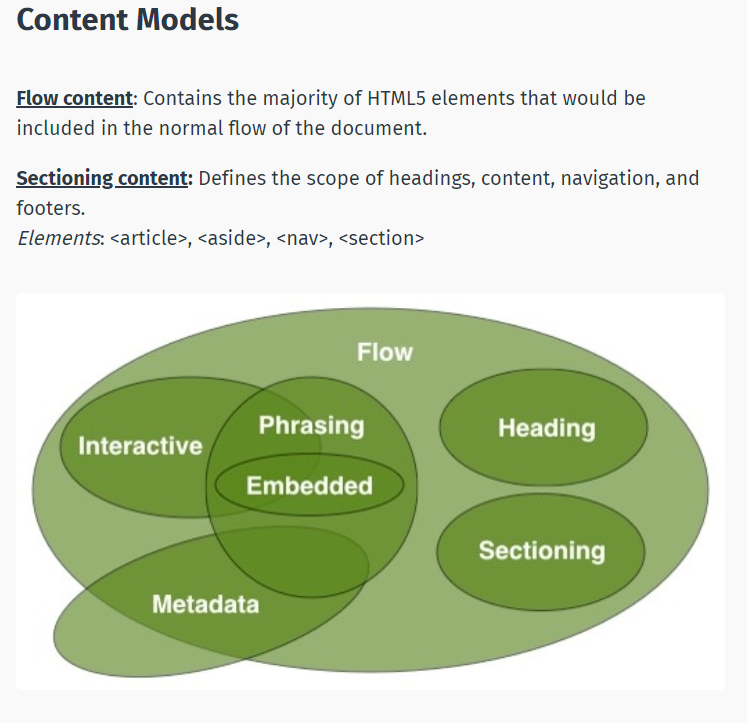 Content Models
Flow content: Contains the majority of HTML5 elements that would be
included in the normal flow of the document.
Sectioning content: Defines the scope of headings, content, navigation, and
footers.
Elements: <article>, <aside>, <nav>, <section>
Flow
Phrasing
Heading
Interactive
Embedded
Sectioning
Metadata